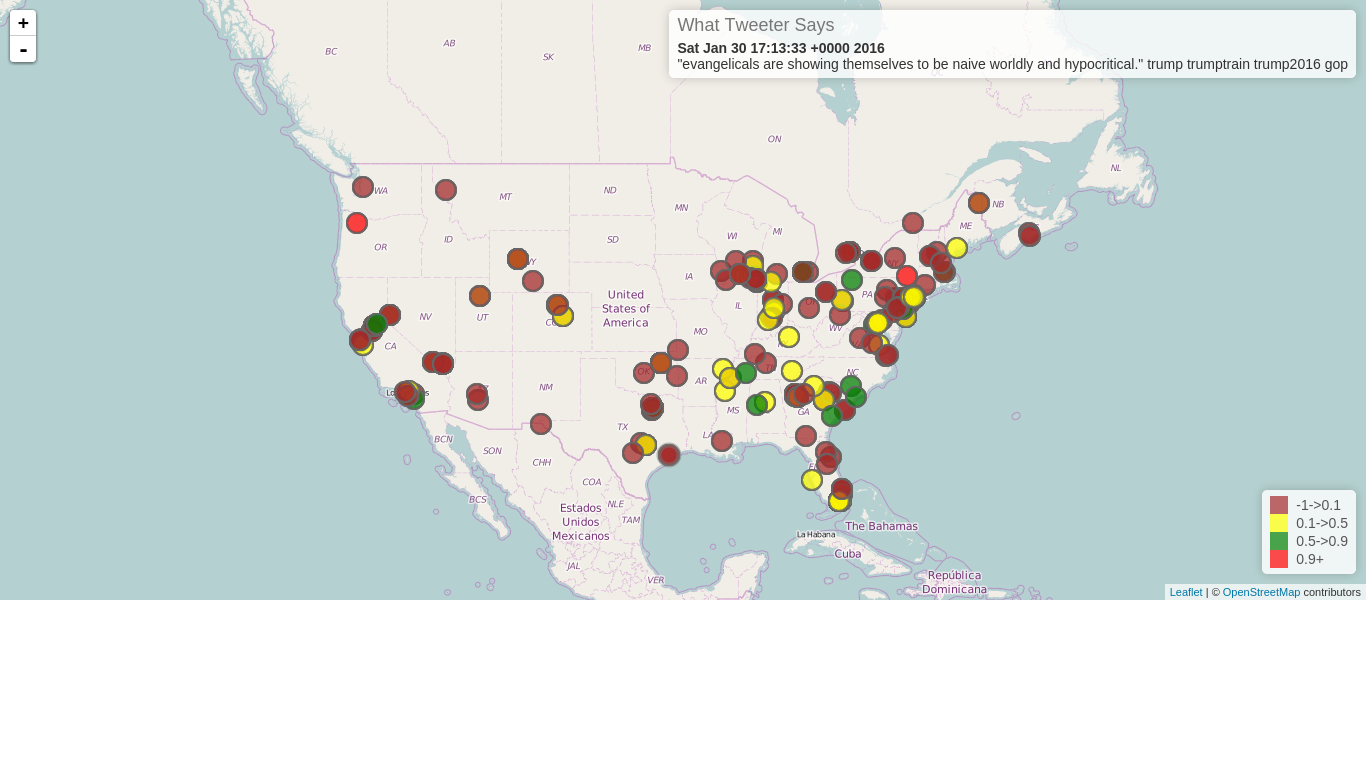 +
-
What Tweeter Says
Sat Jan 30 17:13:33 +0000 2016
"evangelicals are showing themselves to be naive worldly and hypocritical." trump trumptrain trump2016 gop
BC
AB
SK
MB
ON
NL
WA
MT
ND
MN
NB
ME
OR
ID
SD
WI
MI
IA
PA
NV
UT
United
States of
America
IL
WV
CA
MO
OK
AR
NC
NM
MS
GA
TX
LA
BCN
SON
CHH
COA
BCS
NLE
TAM
Estados
Unidos
Mexicanos
JAL
VER
The Bahamas
La Habana
Cuba
República
Dominicana
-1->0.1
0.1->0.5
0.5->0.9
0.9+
Leaflet | © OpenStreetMap contributors